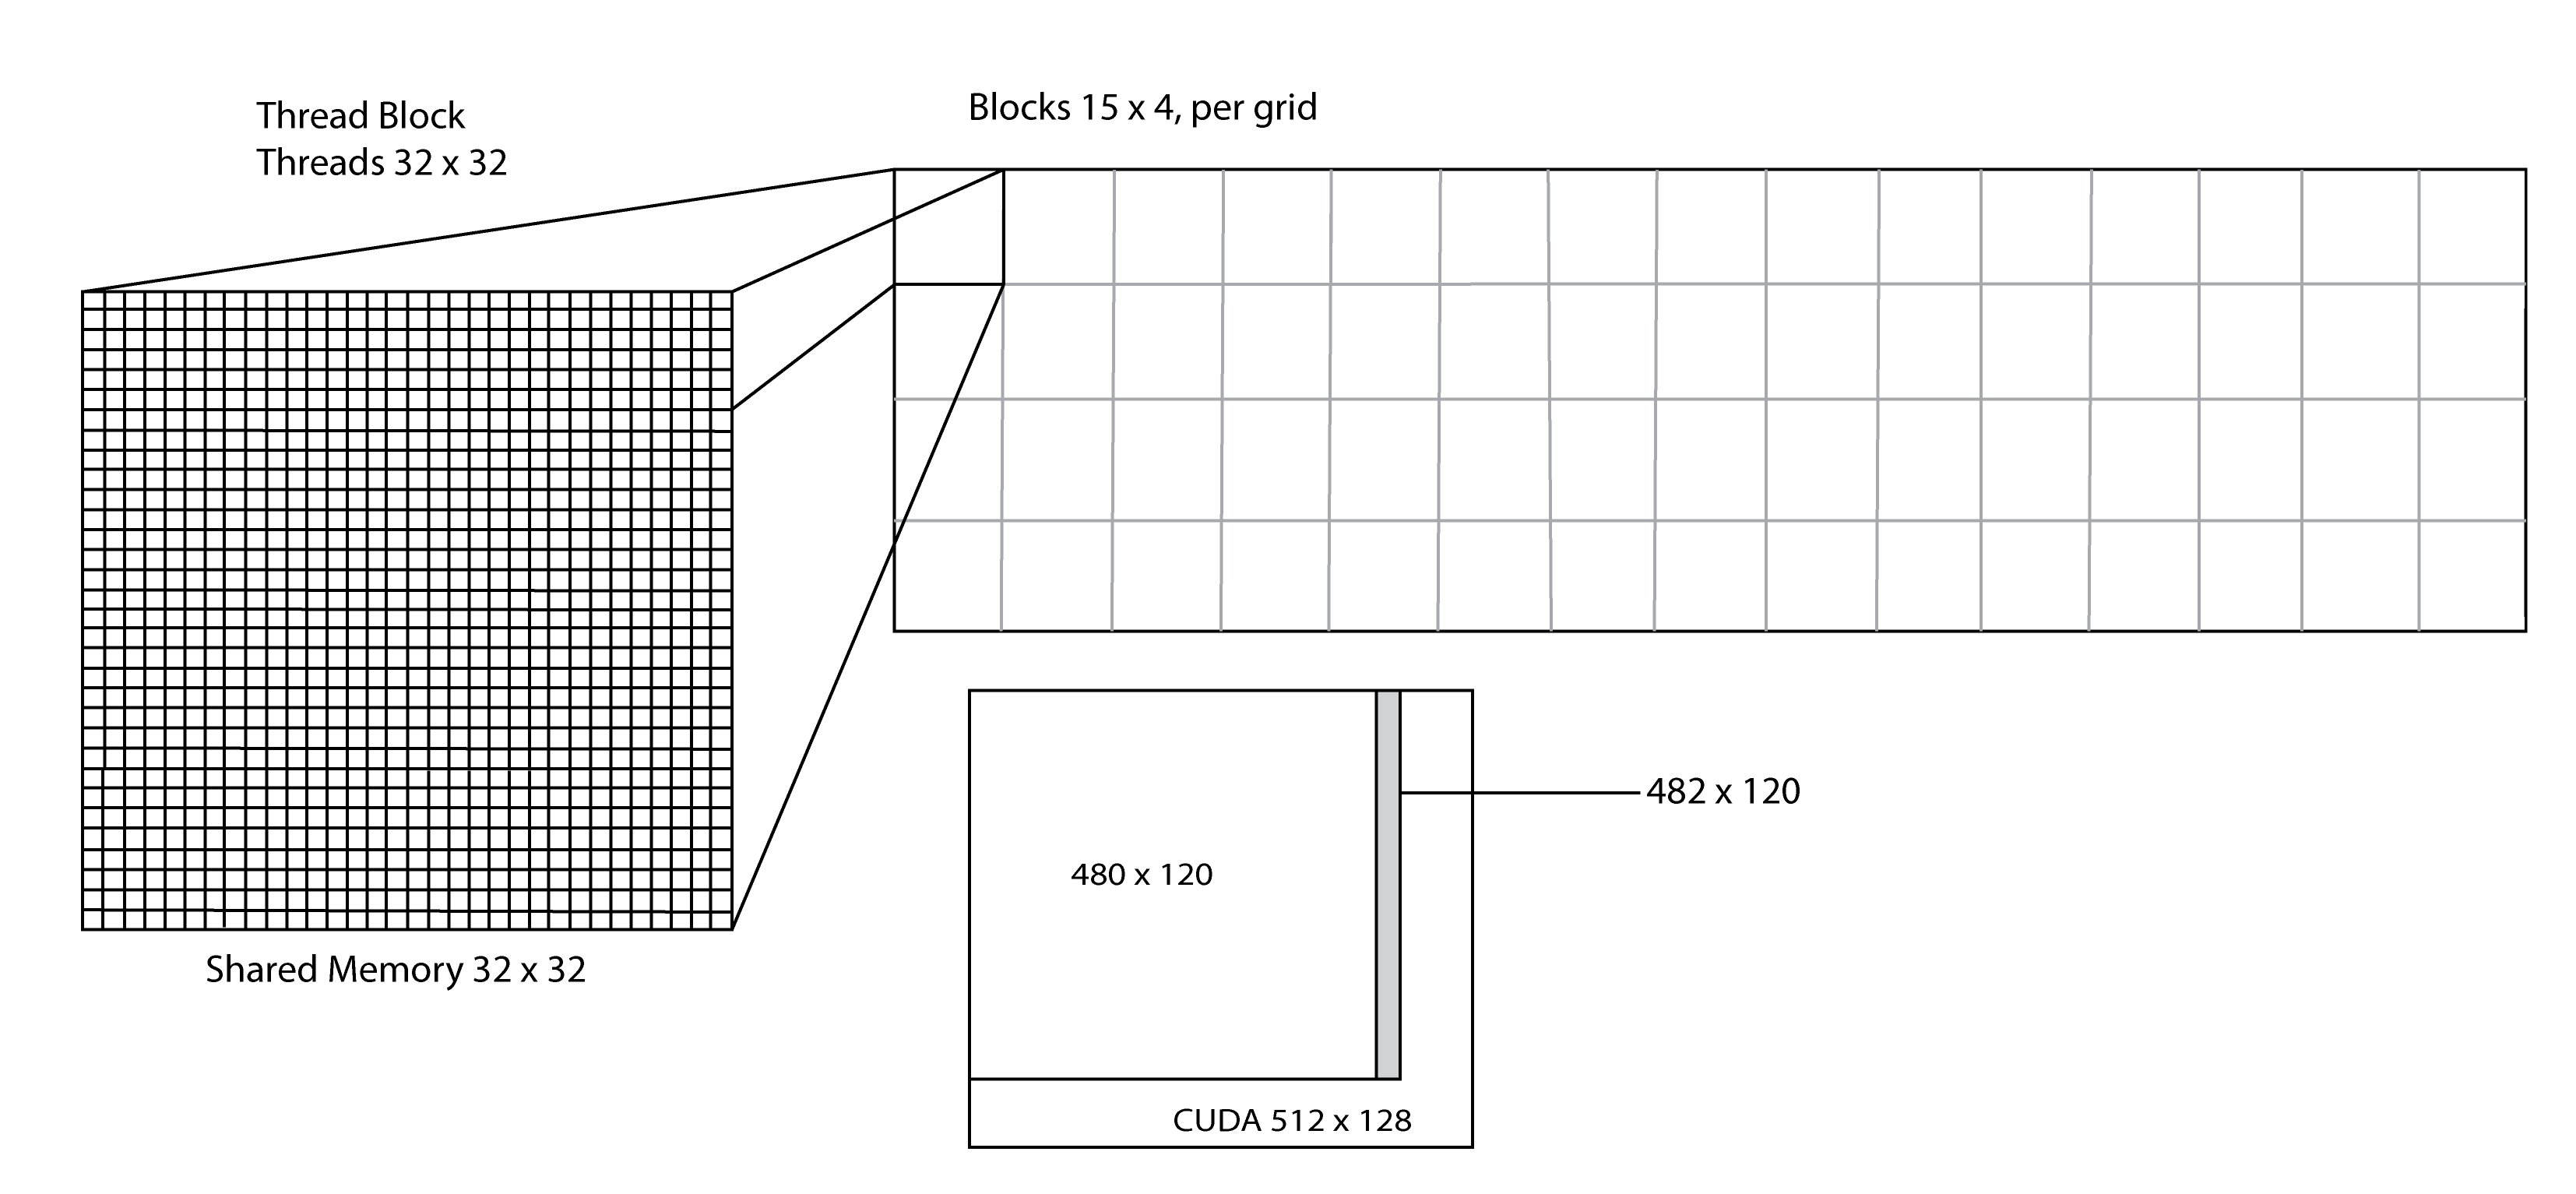 Thread Block
Threads 32 x 32
Blocks 15 x 4, per grid
Shared Memory 32 x 32
482 x 120
480 x 120
CUDA 512 x 128